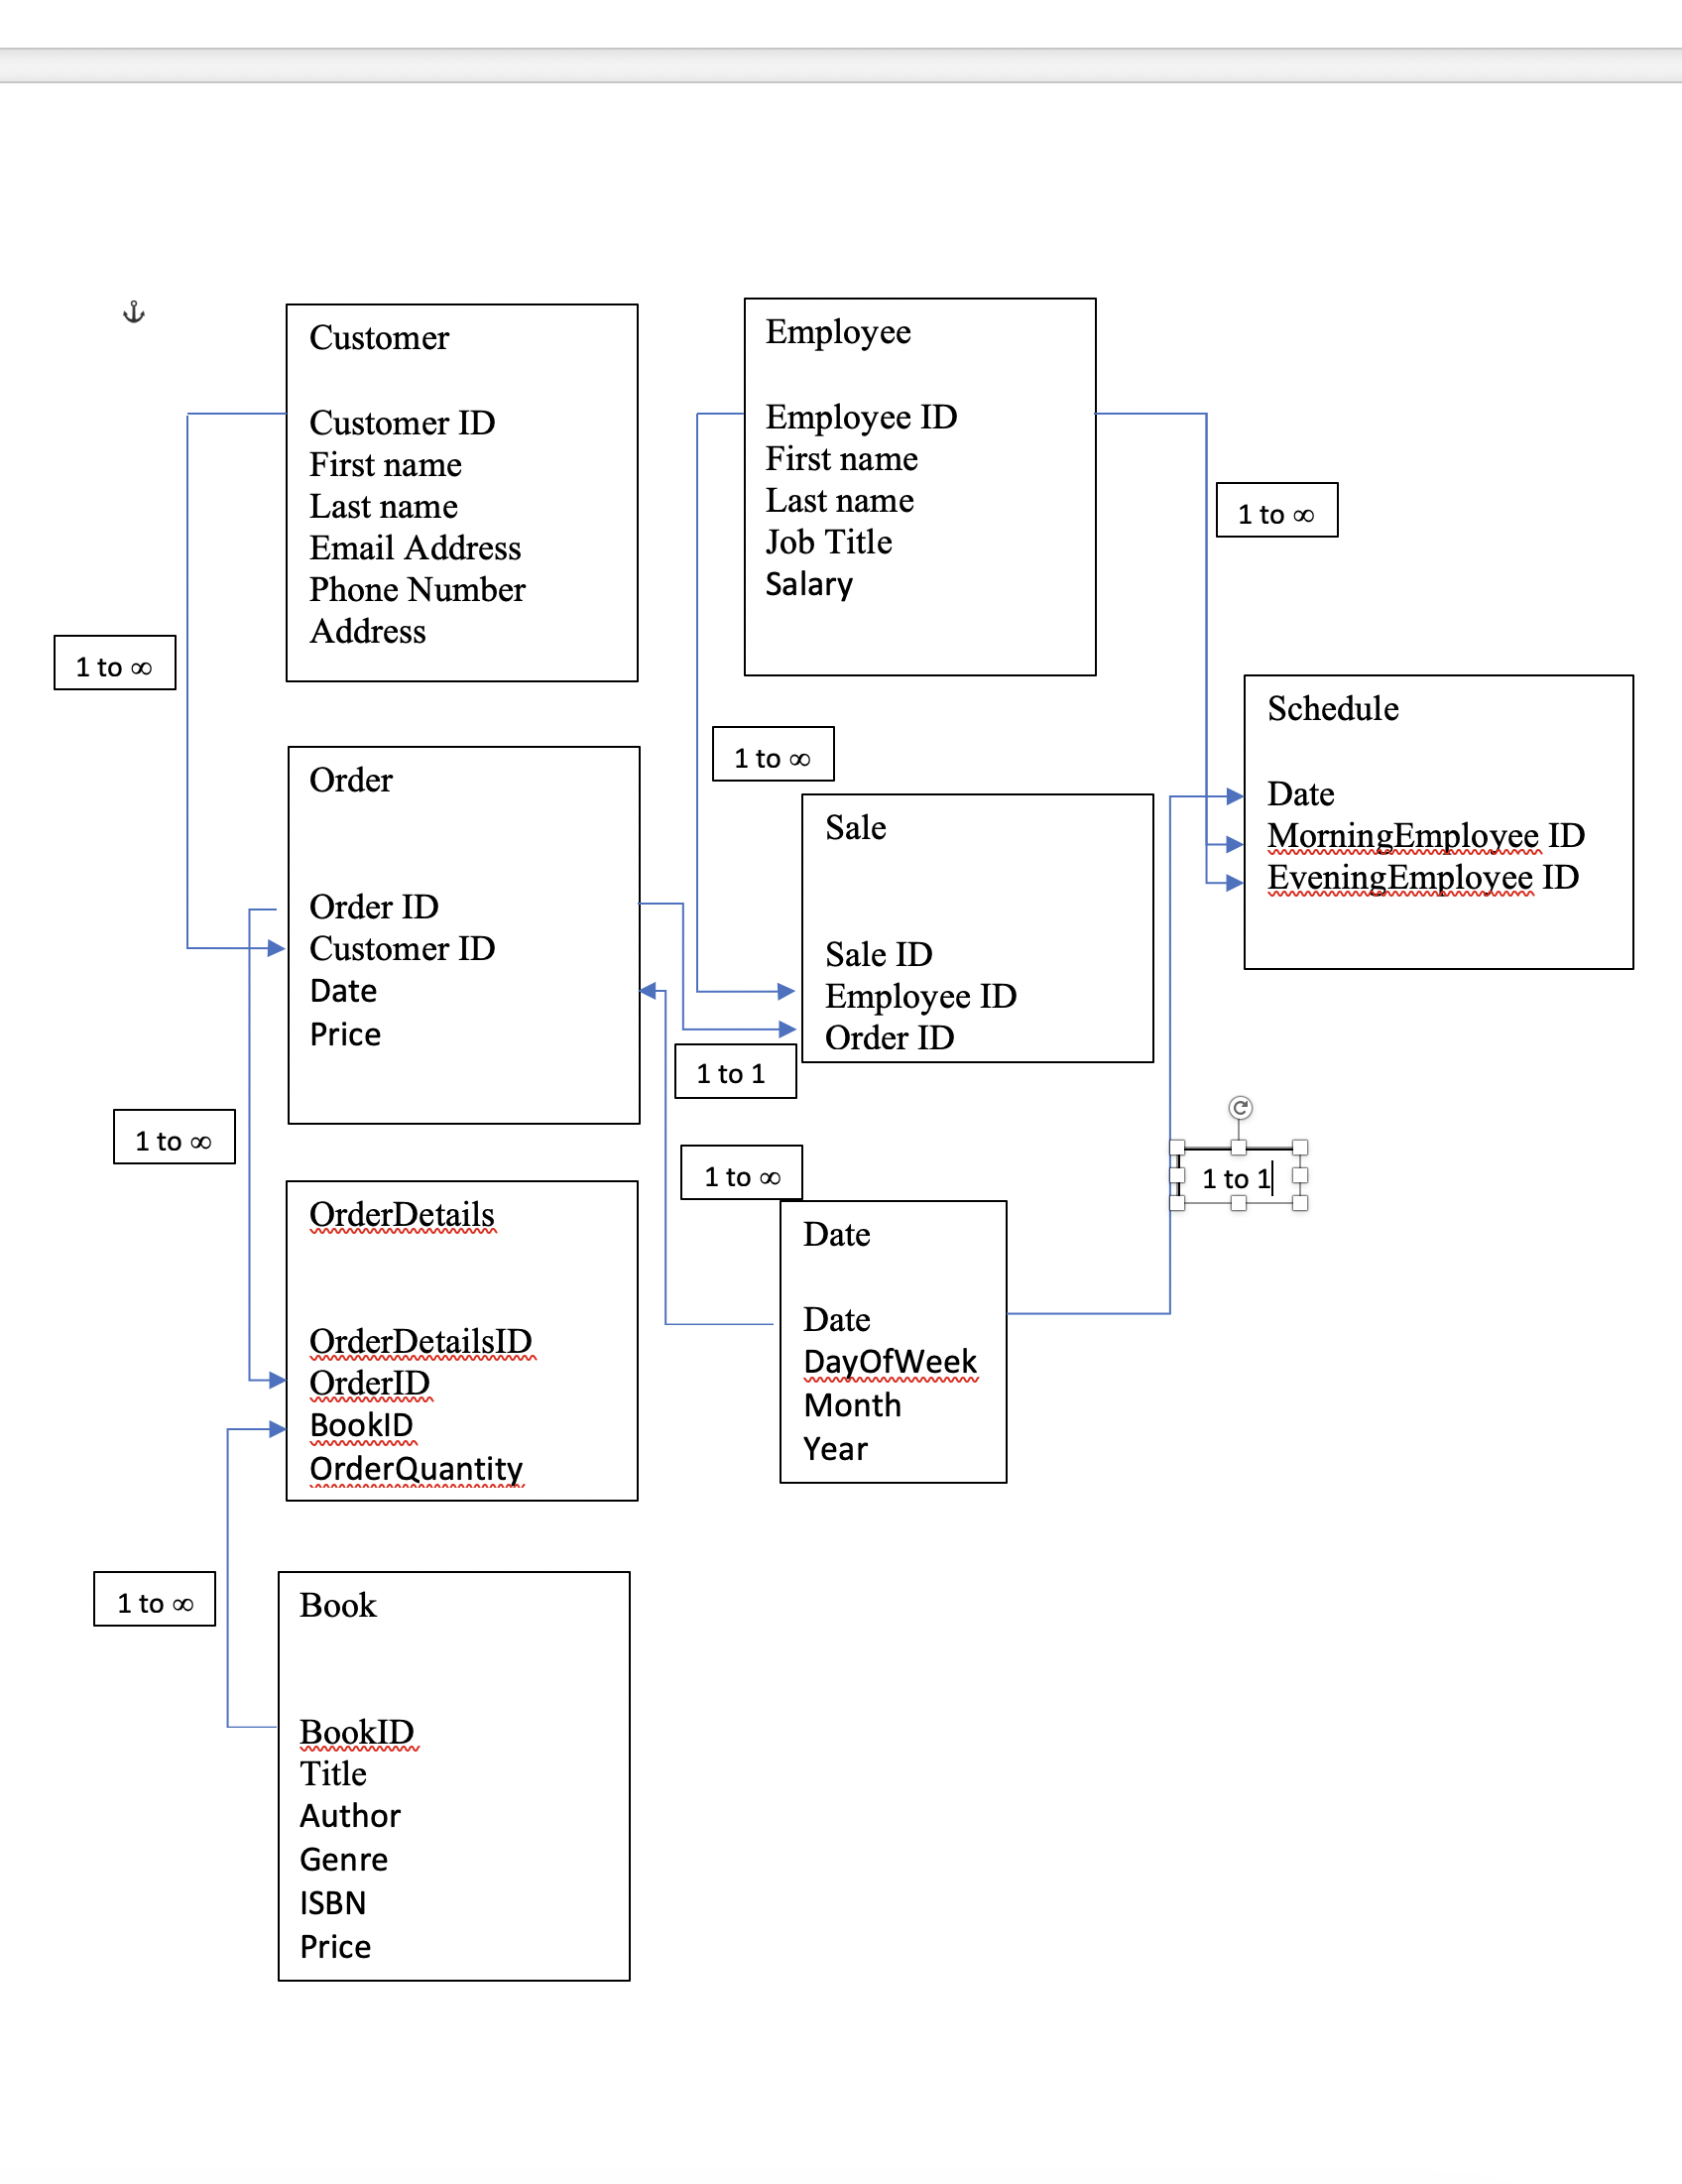 Customer
Customer ID
First name
Last name
Email Address
Phone Number
Address
Employee
Employee ID
First name
Last name
Job Title
Salary
1 to ∞
1 to ∞
Schedule
Date
MorningEmployee ID
EveningEmployee ID
1 to ∞
Order
Order ID
Customer ID
Date
Price
Sale
Sale ID
Employee ID
Order ID
1 to 1
1 to ∞
1 to ∞
1 to 1
OrderDetails
OrderDetailsID
OrderID
BookID
OrderQuantity
Date
Date
DayOfWeek
Month
Year
1 to ∞
Book
BookID
Title
Author
Genre
ISBN
Price